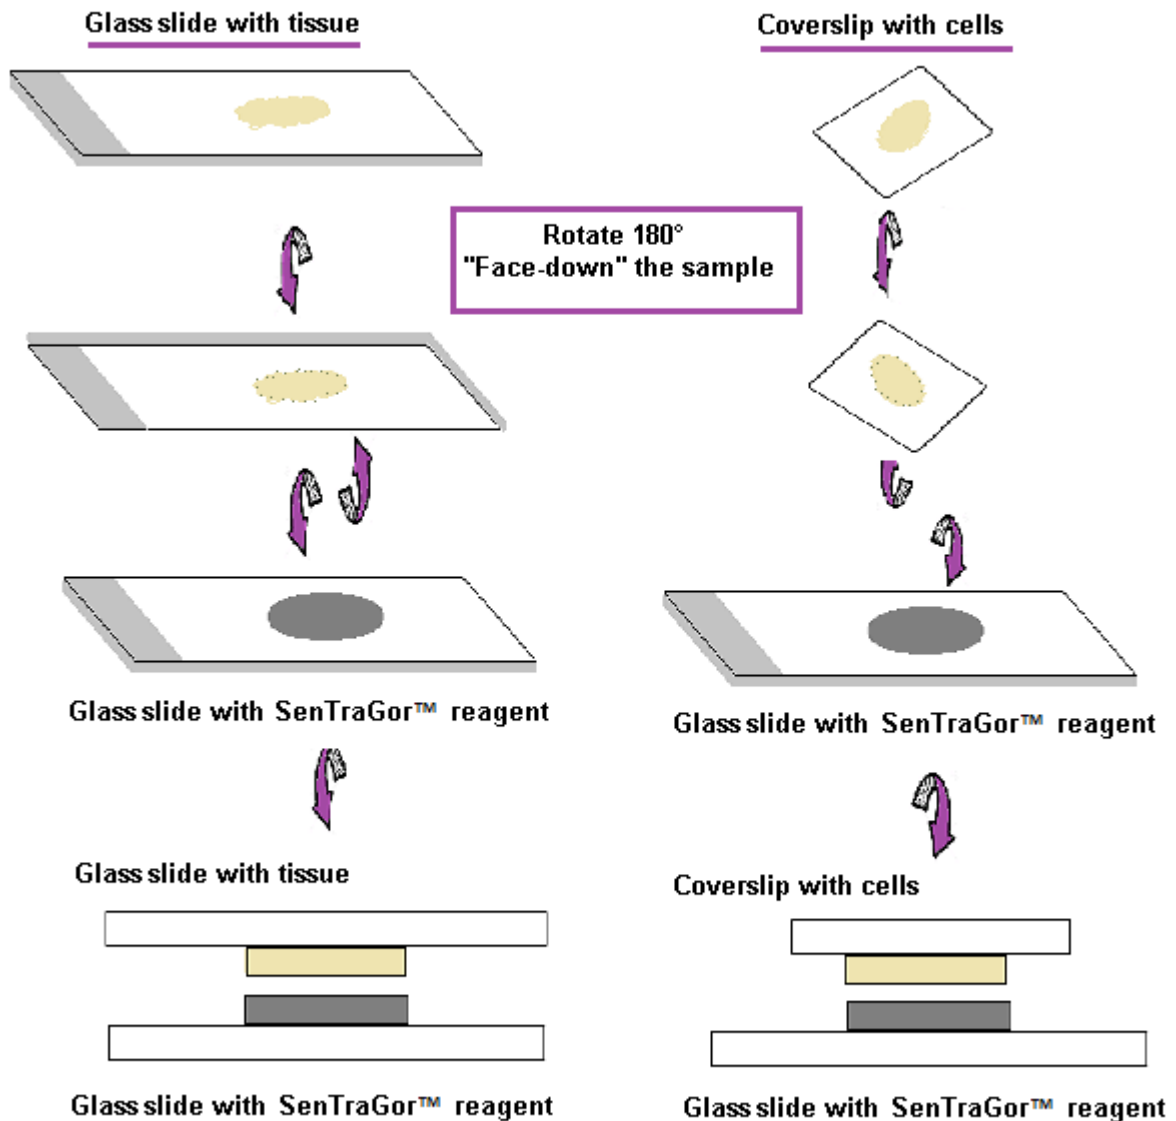 Glass slide with tissue
Coverslip with cells
Rotate 180°
"Face-down" the sample
Glass slide with SenTraGor™ reagent
Glass slide with SenTraGor™ reagent
Glass slide with tissue
Coverslip with cells
Glass slide with SenTraGor™ reagent
Glass slide with SenTraGor™ reagent